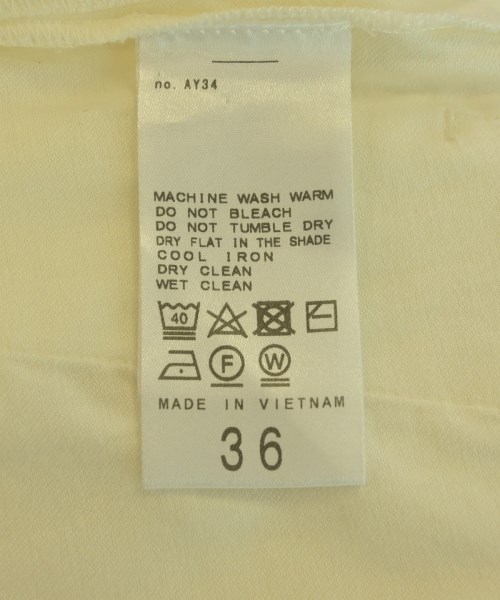 no. AY34
MACHINE WASH WARM
DO NOT BLEACH
DO NOT TUMBLE DRY
DRY FLAT IN THE SHADE
COOL IRON
DRY CLEAN
WET CLEAN
40
F W
MADE IN VIETNAM
36